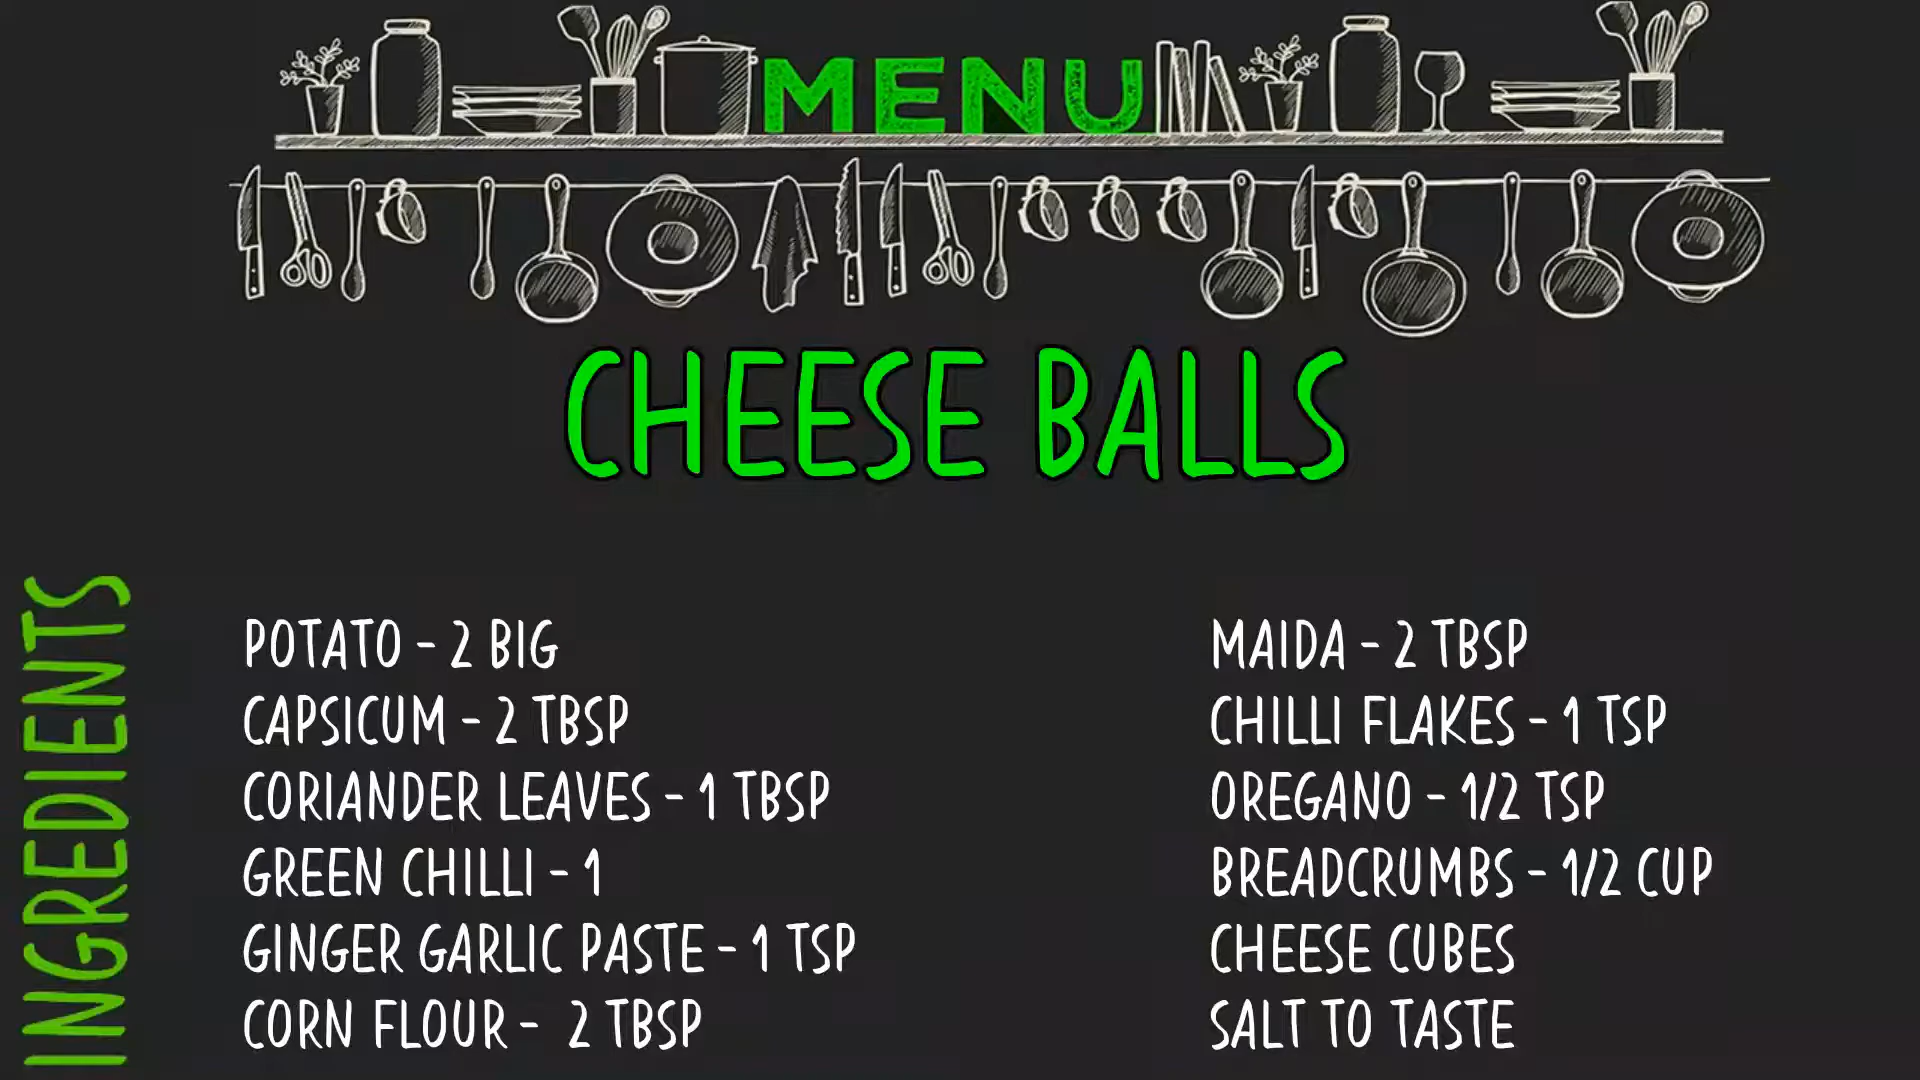 MENU
CHEESE BALLS
INGREDIENTS
POTATO - 2 BIG
CAPSICUM - 2 TBSP
CORIANDER LEAVES - 1 TBSP
GREEN CHILLI - 1
GINGER GARLIC PASTE - 1 TSP
CORN FLOUR - 2 TBSP
MAIDA - 2 TBSP
CHILLI FLAKES - 1 TSP
OREGANO - 1/2 TSP
BREADCRUMBS - 1/2 CUP
CHEESE CUBES
SALT TO TASTE